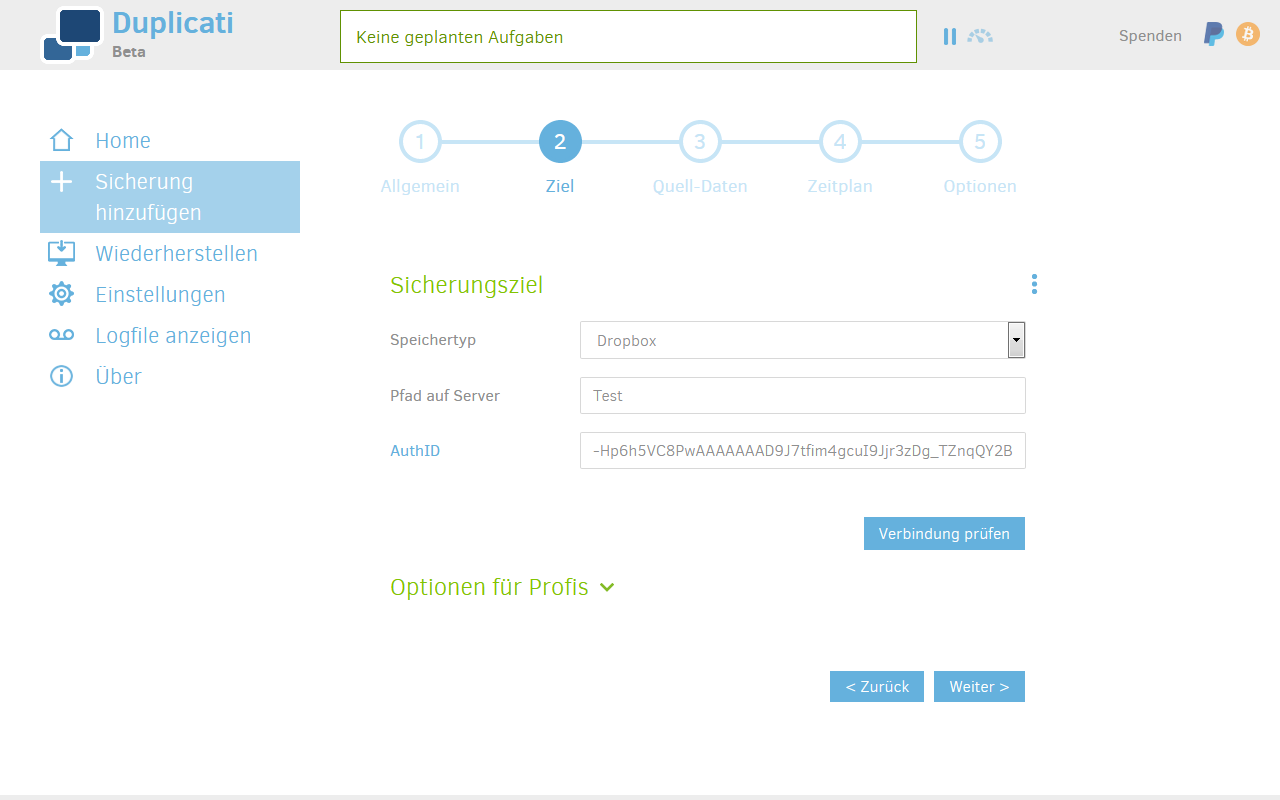 Duplicati
Beta
Keine geplanten Aufgaben
Spenden
Home
Sicherung
hinzufügen
Wiederherstellen
Einstellungen
Logfile anzeigen
Über
1 2 3 4 5
Allgemein Ziel Quell-Daten Zeitplan Optionen
Sicherungsziel
Speichertyp Dropbox
Pfad auf Server Test
AuthID -Hp6h5VC8PwAAAAAAAD9J7tfim4gcuI9Jjr3zDg_TZnqQY2B
Verbindung prüfen
Optionen für Profis
< Zurück Weiter >